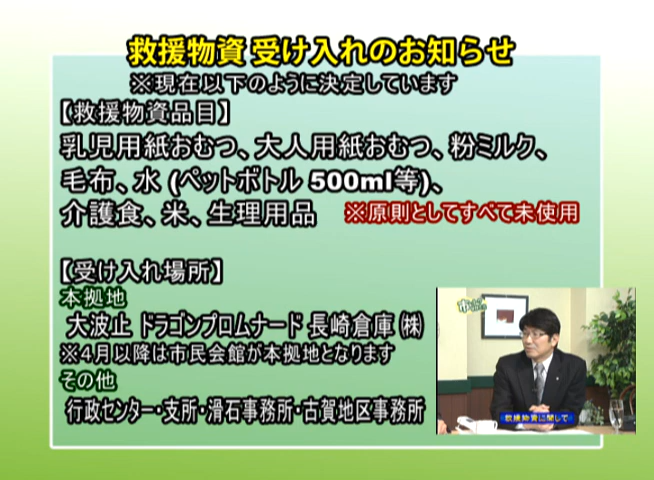 救援物資 受け入れのお知らせ
※現在以下のように決定しています
【救援物資品目】
乳児用紙おむつ、大人用紙おむつ、粉ミルク、
毛布、水 (ペットボトル 500ml等)、
介護食、米、生理用品　※原則としてすべて未使用
【受け入れ場所】
本拠地
大波止 ドラゴンプロムナード 長崎倉庫 ㈱
※４月以降は市民会館が本拠地となります
その他
行政センター・支所・滑石事務所・古賀地区事務所
救援物資に関して